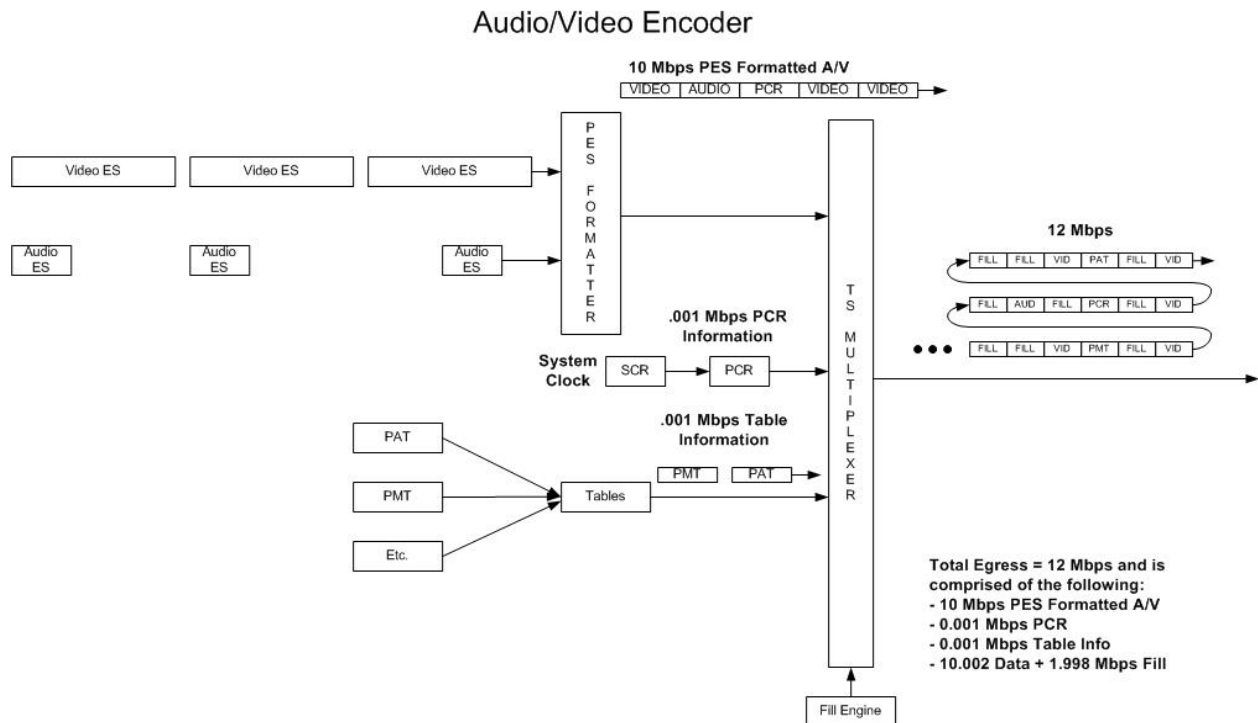 Audio/Video Encoder
10 Mbps PES Formatted A/V
VIDEO AUDIO PCR VIDEO VIDEO
PES FORMATTER
Video ES Video ES Video ES
Audio ES Audio ES Audio ES
TS MULTIPLEXER
12 Mbps
FILL FILL VID PAT FILL VID
FILL AUD FILL PCR FILL VID
FILL FILL VID PMT FILL VID
.001 Mbps PCR
Information
System
Clock
SCR PCR
.001 Mbps Table
Information
PMT PAT
PAT
PMT
Etc.
Tables
Total Egress = 12 Mbps and is
comprised of the following:
- 10 Mbps PES Formatted A/V
- 0.001 Mbps PCR
- 0.001 Mbps Table Info
- 10.002 Data + 1.998 Mbps Fill
Fill Engine